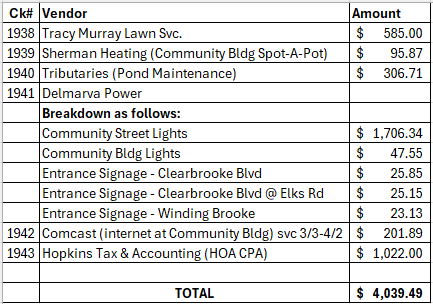 Ck# Vendor Amount
1938 Tracy Murray Lawn Svc. $ 585.00
1939 Sherman Heating (Community Bldg Spot-A-Pot) $ 95.87
1940 Tributaries (Pond Maintenance) $ 306.71
1941 Delmarva Power
Breakdown as follows:
Community Street Lights $ 1,706.34
Community Bldg Lights $ 47.55
Entrance Signage - Clearbrooke Blvd $ 25.85
Entrance Signage - Clearbrooke Blvd @ Elks Rd $ 25.15
Entrance Signage - Winding Brooke $ 23.13
1942 Comcast (internet at Community Bldg) svc 3/3-4/2 $ 201.89
1943 Hopkins Tax & Accounting (HOA CPA) $ 1,022.00
TOTAL $ 4,039.49